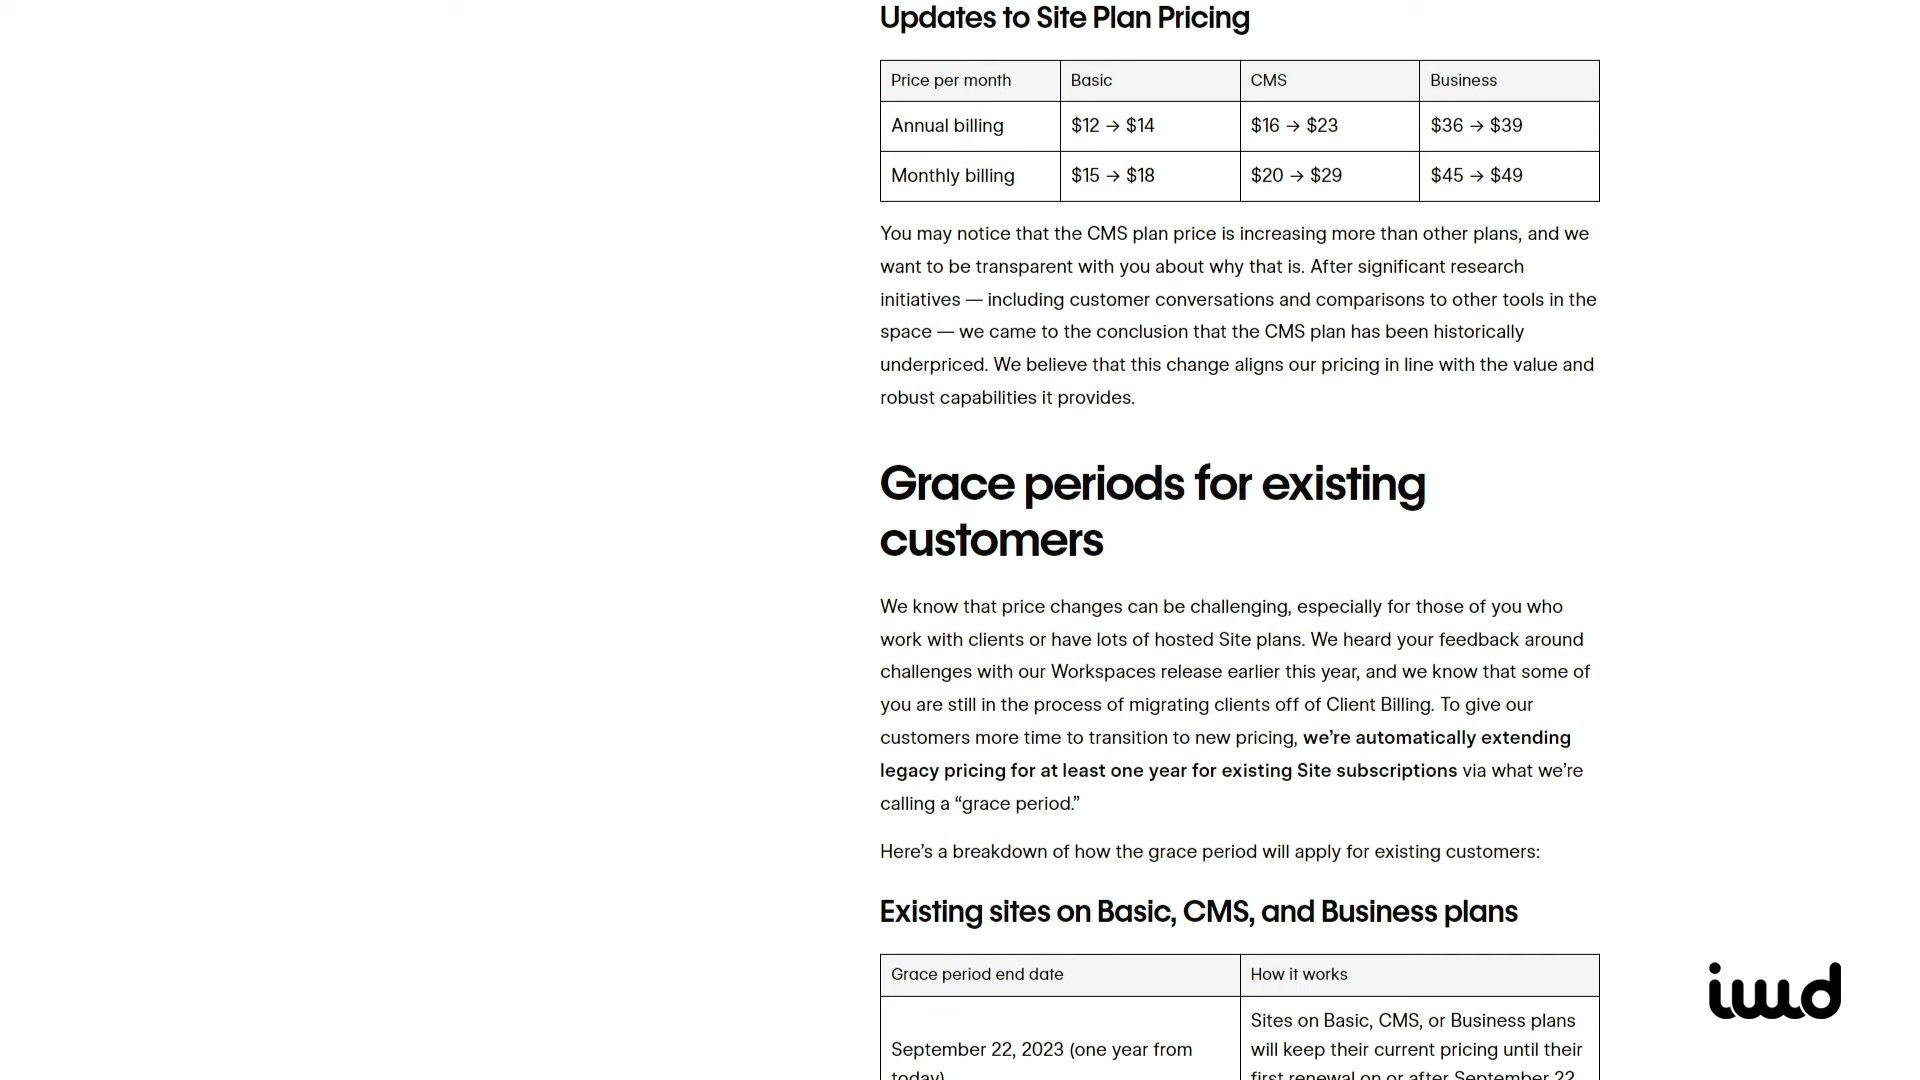 Updates to Site Plan Pricing
Price per month Basic CMS Business
Annual billing $12 → $14 $16 → $23 $36 → $39
Monthly billing $15 → $18 $20 → $29 $45 → $49
You may notice that the CMS plan price is increasing more than other plans, and we
want to be transparent with you about why that is. After significant research
initiatives — including customer conversations and comparisons to other tools in the
space — we came to the conclusion that the CMS plan has been historically
underpriced. We believe that this change aligns our pricing in line with the value and
robust capabilities it provides.
Grace periods for existing
customers
We know that price changes can be challenging, especially for those of you who
work with clients or have lots of hosted Site plans. We heard your feedback around
challenges with our Workspaces release earlier this year, and we know that some of
you are still in the process of migrating clients off of Client Billing. To give our
customers more time to transition to new pricing, we’re automatically extending
legacy pricing for at least one year for existing Site subscriptions via what we’re
calling a “grace period.”
Here’s a breakdown of how the grace period will apply for existing customers:
Existing sites on Basic, CMS, and Business plans
Grace period end date How it works
Sites on Basic, CMS, or Business plans
September 22, 2023 (one year from will keep their current pricing until their
today) first renewal on or after September 22,
iwd